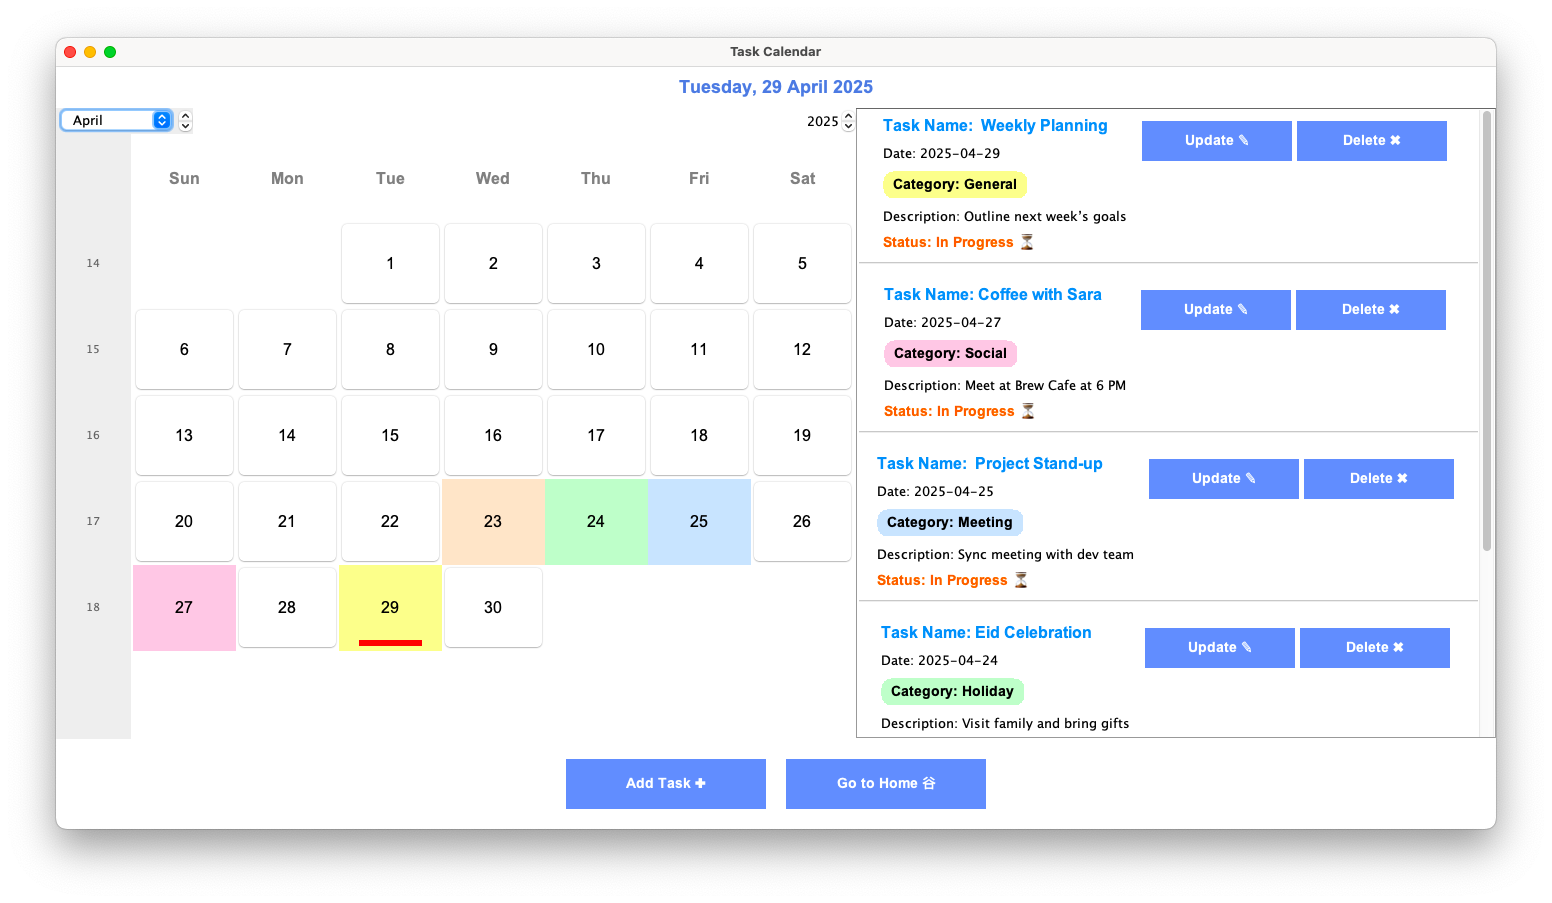 Task Calendar
Tuesday, 29 April 2025
April
2025
Sun Mon Tue Wed Thu Fri Sat
14 1 2 3 4 5
15 6 7 8 9 10 11 12
16 13 14 15 16 17 18 19
17 20 21 22 23 24 25 26
18 27 28 29 30
Task Name: Weekly Planning
Update ✎ Delete ✖
Date: 2025-04-29
Category: General
Description: Outline next week's goals
Status: In Progress ⏳
Task Name: Coffee with Sara
Update ✎ Delete ✖
Date: 2025-04-27
Category: Social
Description: Meet at Brew Cafe at 6 PM
Status: In Progress ⏳
Task Name: Project Stand-up
Update ✎ Delete ✖
Date: 2025-04-25
Category: Meeting
Description: Sync meeting with dev team
Status: In Progress ⏳
Task Name: Eid Celebration
Update ✎ Delete ✖
Date: 2025-04-24
Category: Holiday
Description: Visit family and bring gifts
Add Task ✚ Go to Home 谷